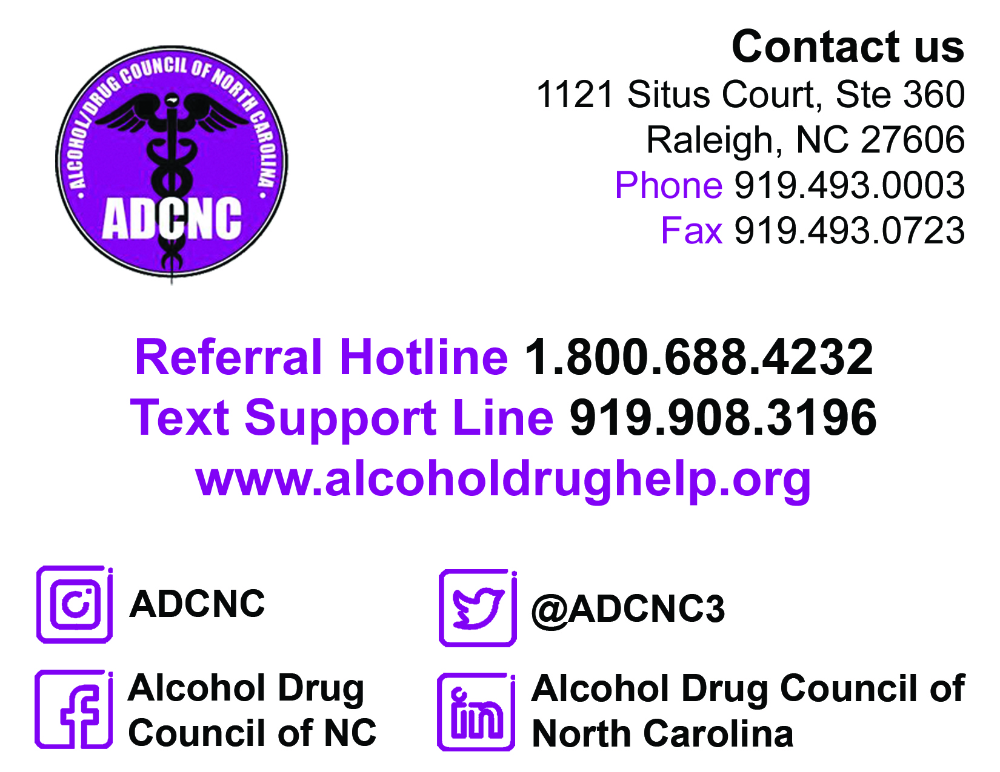 · ALCOHOL/DRUG COUNCIL OF NORTH CAROLINA ·
ADCNC
Contact us
1121 Situs Court, Ste 360
Raleigh, NC 27606
Phone 919.493.0003
Fax 919.493.0723
Referral Hotline 1.800.688.4232
Text Support Line 919.908.3196
www.alcoholdrughelp.org
ADCNC
@ADCNC3
Alcohol Drug
Council of NC
in
Alcohol Drug Council of
North Carolina